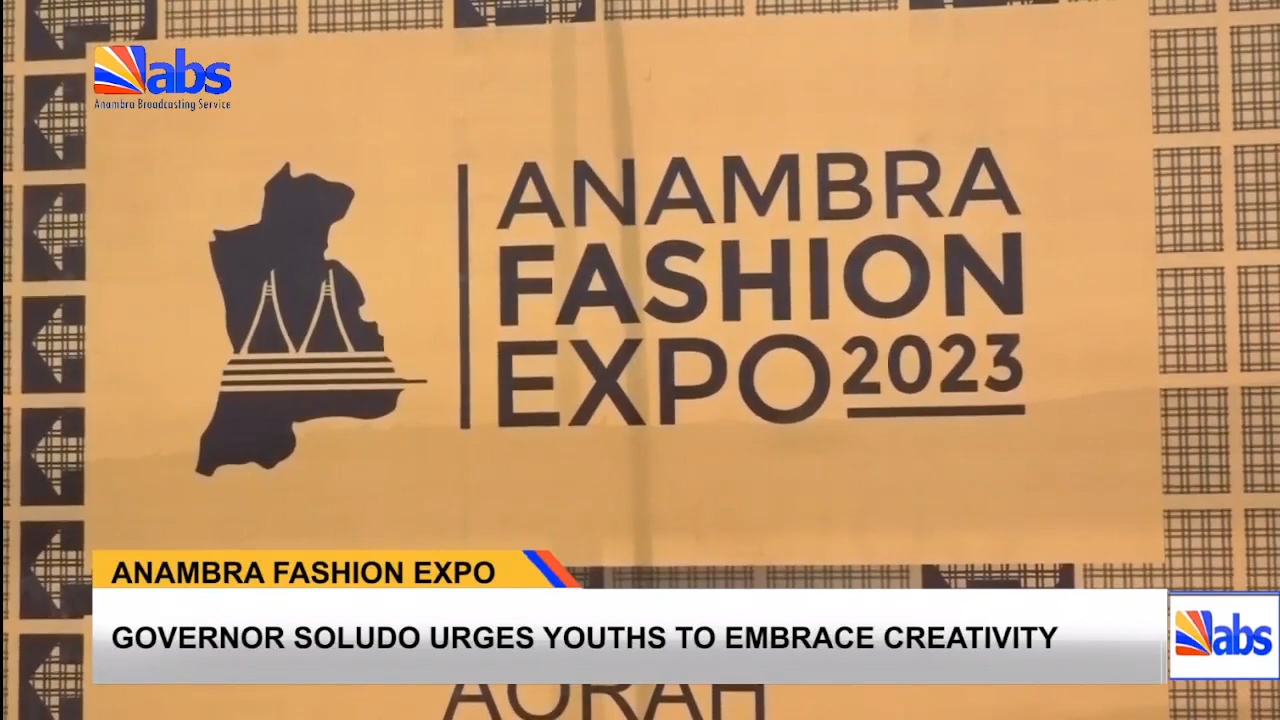 abs
Anambra Broadcasting Service
ANAMBRA
FASHION
EXPO 2023
ANAMBRA FASHION EXPO
GOVERNOR SOLUDO URGES YOUTHS TO EMBRACE CREATIVITY
abs